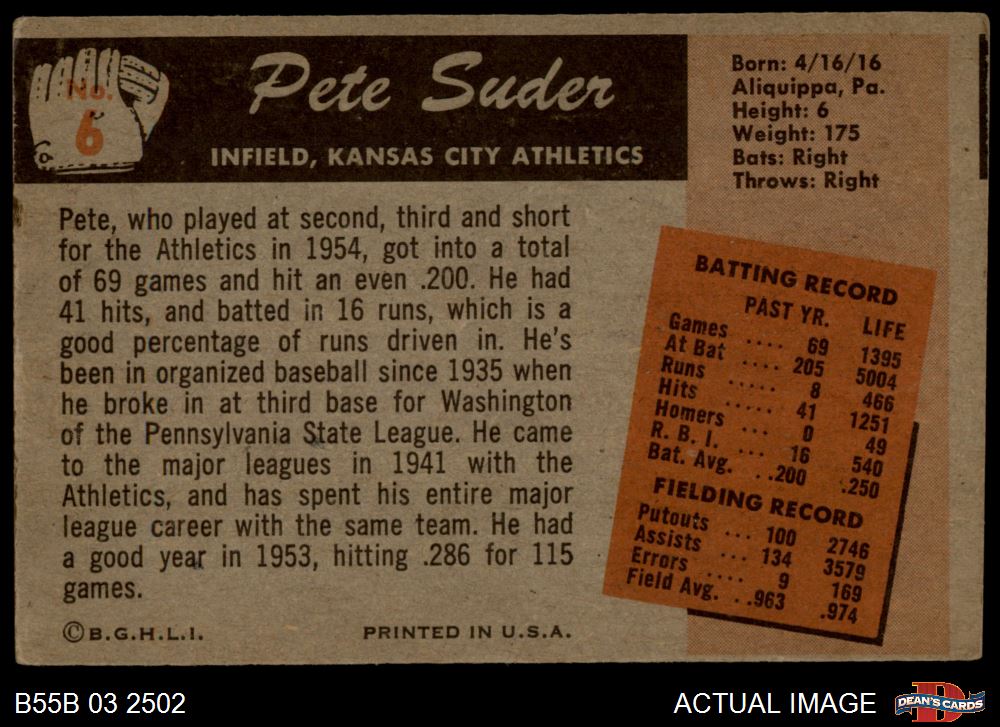 No.
6
Pete Suder
INFIELD, KANSAS CITY ATHLETICS
Born: 4/16/16
Aliquippa, Pa.
Height: 6
Weight: 175
Bats: Right
Throws: Right
Pete, who played at second, third and short
for the Athletics in 1954, got into a total
of 69 games and hit an even .200. He had
41 hits, and batted in 16 runs, which is a
good percentage of runs driven in. He's
been in organized baseball since 1935 when
he broke in at third base for Washington
of the Pennsylvania State League. He came
to the major leagues in 1941 with the
Athletics, and has spent his entire major
league career with the same team. He had
a good year in 1953, hitting .286 for 115
games.
BATTING RECORD
PAST YR. LIFE
Games .... 69 1395
At Bat .... 205 5004
Runs ..... 8 466
Hits ..... 41 1251
Homers ... 0 49
R. B. I. 16 540
Bat. Avg. ..200 .250
FIELDING RECORD
Putouts ... 100 2746
Assists ... 134 3579
Errors .... 9 169
Field Avg. ..963 .974
©B.G.H.L.I. PRINTED IN U.S.A.
B55B 03 2502 ACTUAL IMAGE
D
DEAN'S CARDS